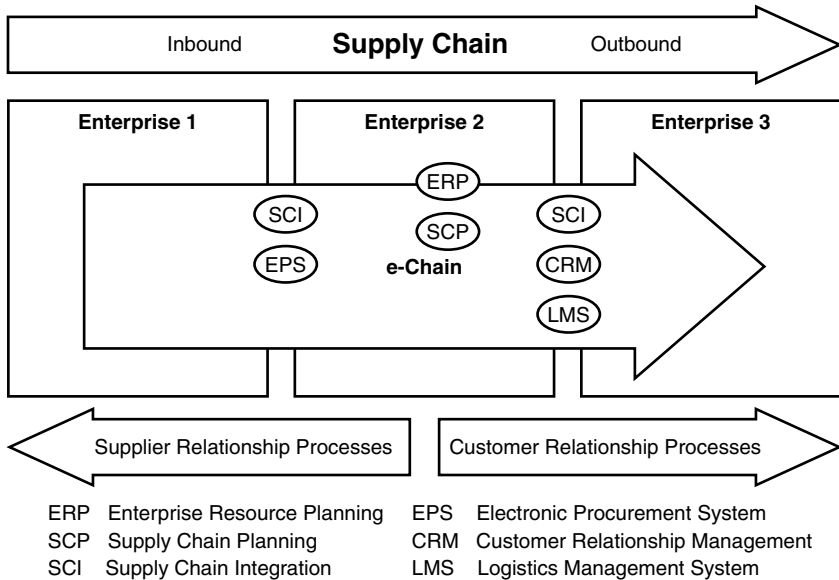 Inbound Supply Chain Outbound
Enterprise 1 Enterprise 2 Enterprise 3
ERP
SCI SCP SCI
EPS e-Chain CRM
LMS
Supplier Relationship Processes Customer Relationship Processes
ERP Enterprise Resource Planning EPS Electronic Procurement System
SCP Supply Chain Planning CRM Customer Relationship Management
SCI Supply Chain Integration LMS Logistics Management System